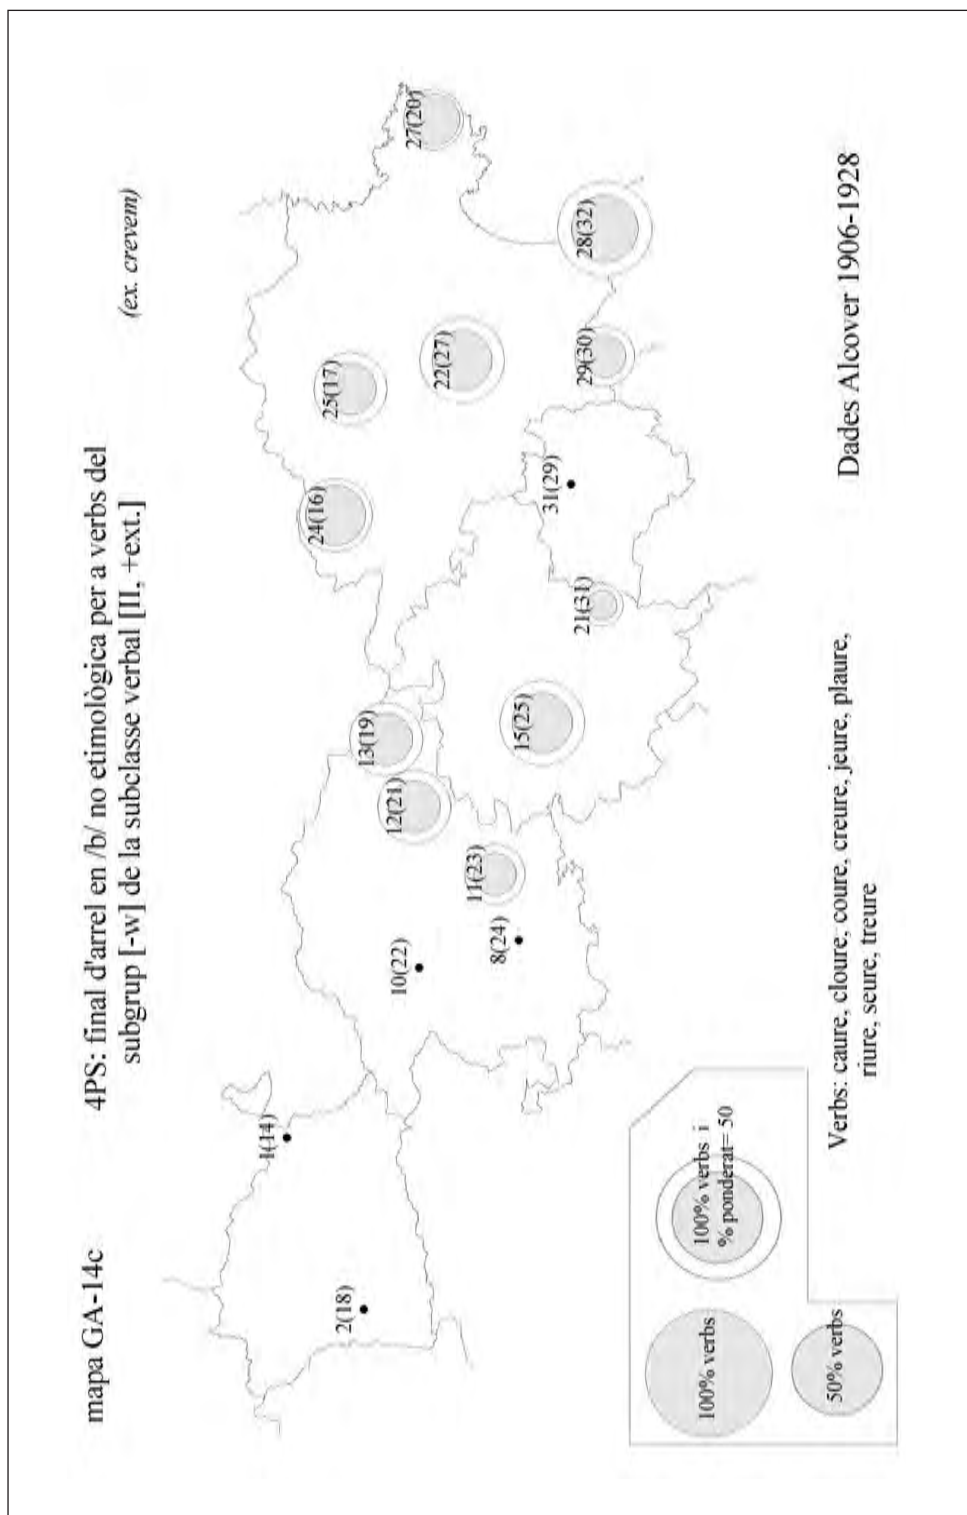 mapa GA-14c
4PS: final d'arrel en /b/ no etimològica per a verbs del
subgrup [-w] de la subclasse verbal [II, +ext.]
(ex. crevem)
1(14)
2(18)
10(22)
8(24)
11(23)
12(21)
13(19)
15(25)
21(31)
24(16)
25(17)
22(27)
31(29)
29(30)
28(32)
27(20)
100% verbs
50% verbs
100% verbs i
% ponderat= 50
Verbs: caure, cloure, coure, creure, jeure, plaure,
riure, seure, treure
Dades Alcover 1906-1928